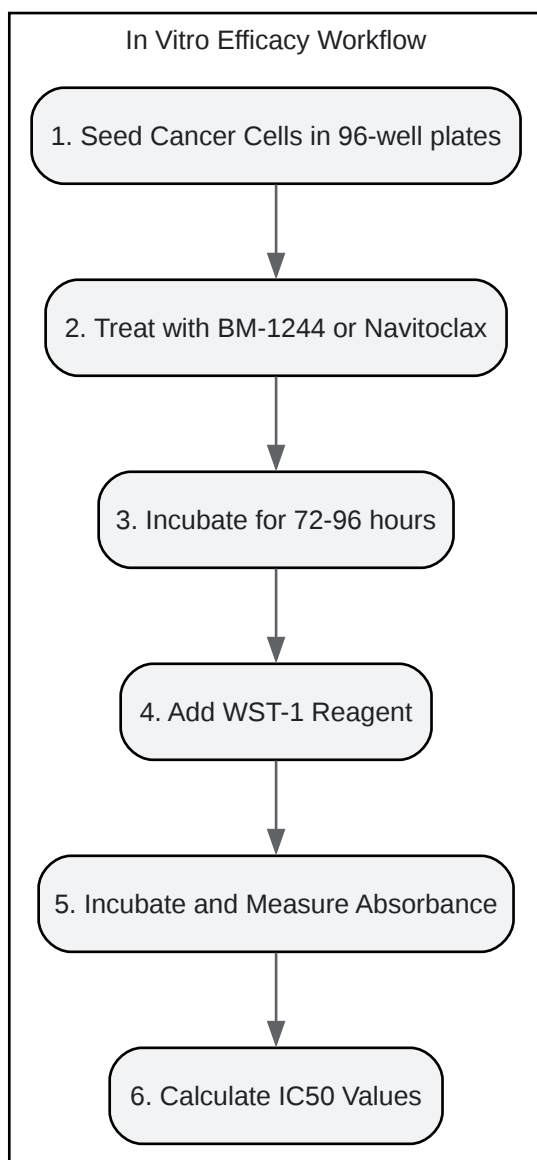 In Vitro Efficacy Workflow
1. Seed Cancer Cells in 96-well plates
2. Treat with BM-1244 or Navitoclax
3. Incubate for 72-96 hours
4. Add WST-1 Reagent
5. Incubate and Measure Absorbance
6. Calculate IC50 Values